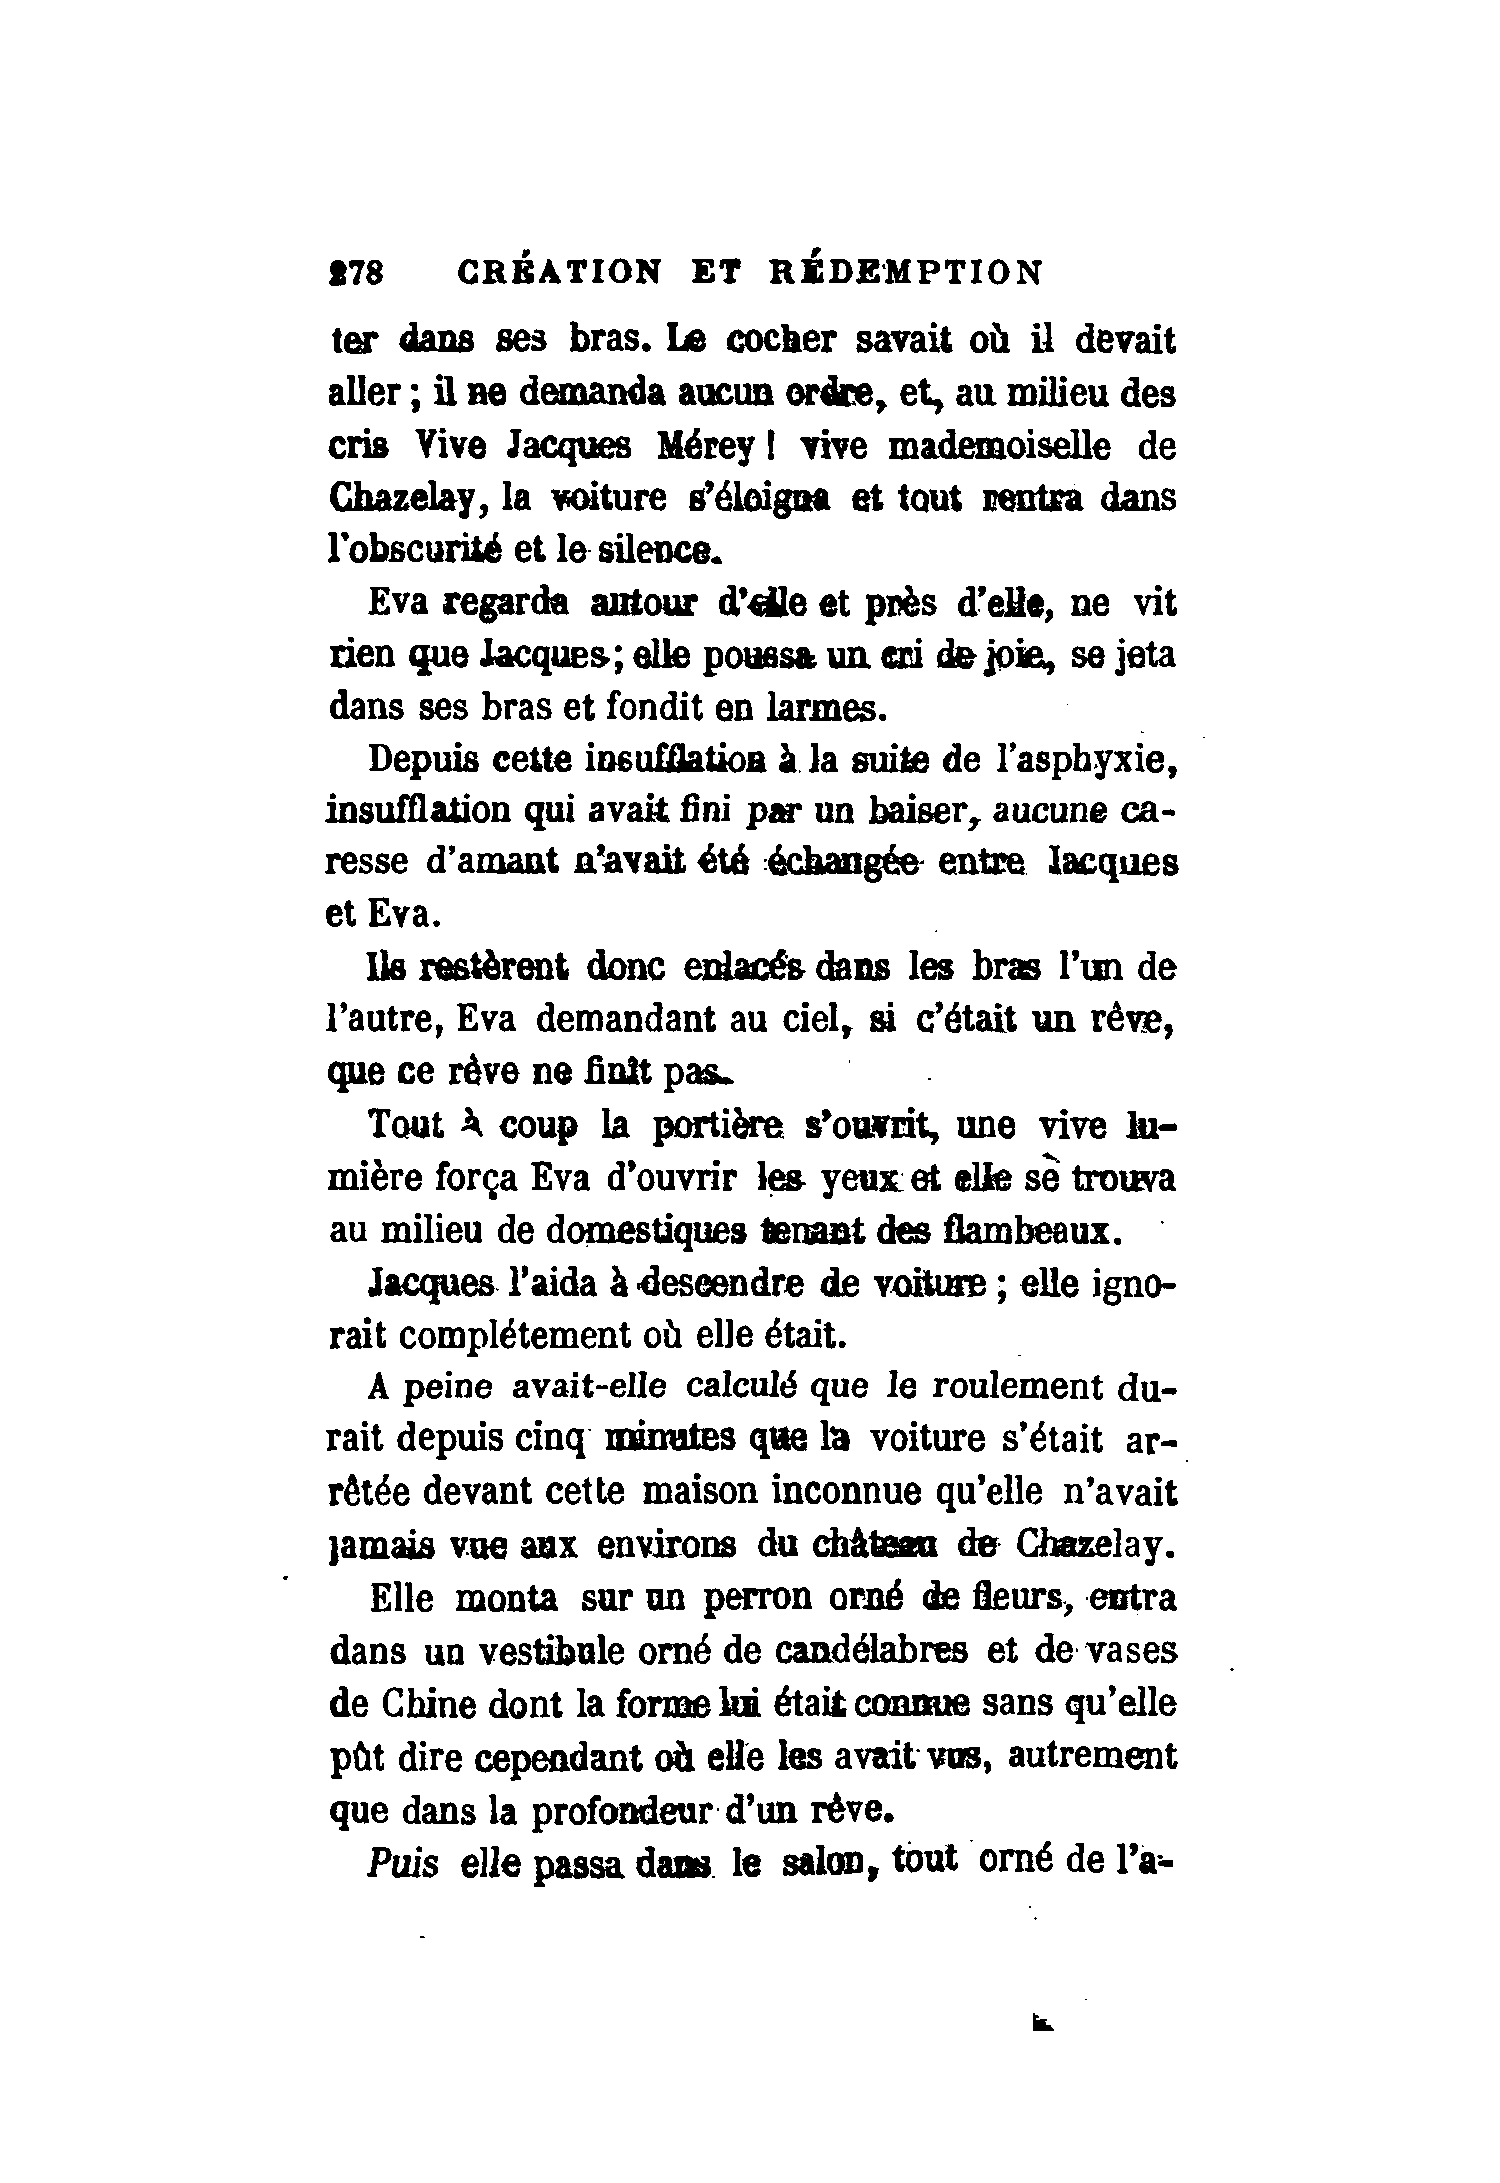 278 CRÉATION ET RÉDEMPTION
ter dans ses bras. Le cocher savait où il devait
aller ; il ne demanda aucun ordre, et, au milieu des
cris Vive Jacques Mérey ! vive mademoiselle de
Chazelay, la voiture s'éloigna et tout rentra dans
l'obscurité et le silence.
Eva regarda autour d'elle et près d'elle, ne vit
rien que Jacques ; elle poussa un cri de joie, se jeta
dans ses bras et fondit en larmes.
Depuis cette insufflation à la suite de l'asphyxie,
insufflation qui avait fini par un baiser, aucune ca-
resse d'amant n'avait été échangée entre Jacques
et Eva.
Ils restèrent donc enlacés dans les bras l'un de
l'autre, Eva demandant au ciel, si c'était un rêve,
que ce rêve ne finît pas.
Tout à coup la portière s'ouvrit, une vive lu-
mière força Eva d'ouvrir les yeux et elle se trouva
au milieu de domestiques tenant des flambeaux.
Jacques l'aida à descendre de voiture ; elle igno-
rait complétement où elle était.
A peine avait-elle calculé que le roulement du-
rait depuis cinq minutes que la voiture s'était ar-
rêtée devant cette maison inconnue qu'elle n'avait
jamais vue aux environs du château de Chazelay.
Elle monta sur un perron orné de fleurs, entra
dans un vestibule orné de candélabres et de vases
de Chine dont la forme lui était connue sans qu'elle
pût dire cependant où elle les avait vus, autrement
que dans la profondeur d'un rêve.
Puis elle passa dans le salon, tout orné de l'a-